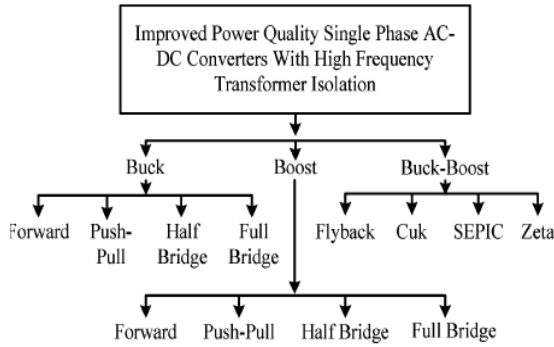 Improved Power Quality Single Phase AC-
DC Converters With High Frequency
Transformer Isolation
Buck
Boost
Buck-Boost
Forward
Push-
Pull
Half
Bridge
Full
Bridge
Flyback
Cuk
SEPIC
Zeta
Forward
Push-Pull
Half Bridge
Full Bridge